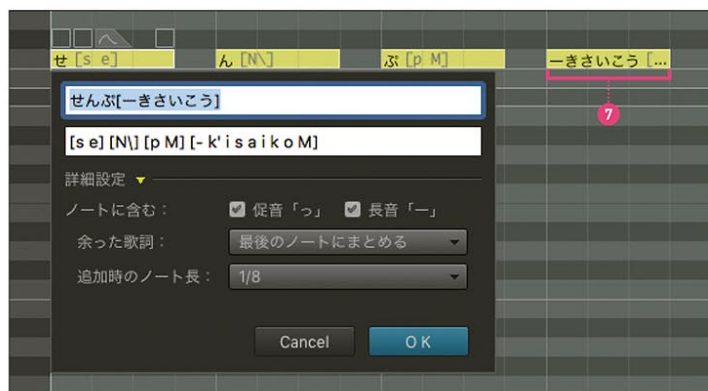 せ [s e] ん [N\] ぷ [p M] ーきさいこう [...
せんぷ[ーきさいこう]
[s e] [N\] [p M] [- k' i s a i k o M]
詳細設定
ノートに含む： 促音「っ」 長音「ー」
余った歌詞： 最後のノートにまとめる
追加時のノート長： 1/8
Cancel OK
7